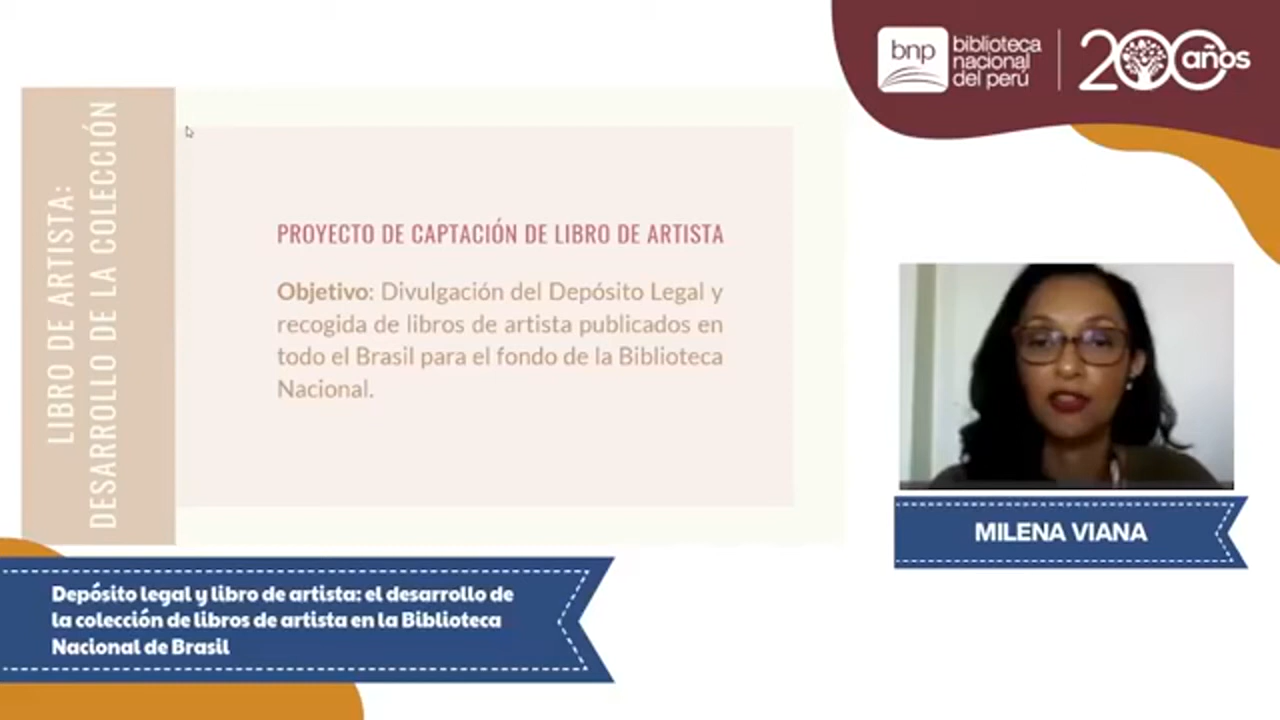 bnp
biblioteca
nacional
del perú
200 años
LIBRO DE ARTISTA:
DESARROLLO DE LA COLECCIÓN
PROYECTO DE CAPTACIÓN DE LIBRO DE ARTISTA
Objetivo: Divulgación del Depósito Legal y
recogida de libros de artista publicados en
todo el Brasil para el fondo de la Biblioteca
Nacional.
MILENA VIANA
Depósito legal y libro de artista: el desarrollo de
la colección de libros de artista en la Biblioteca
Nacional de Brasil